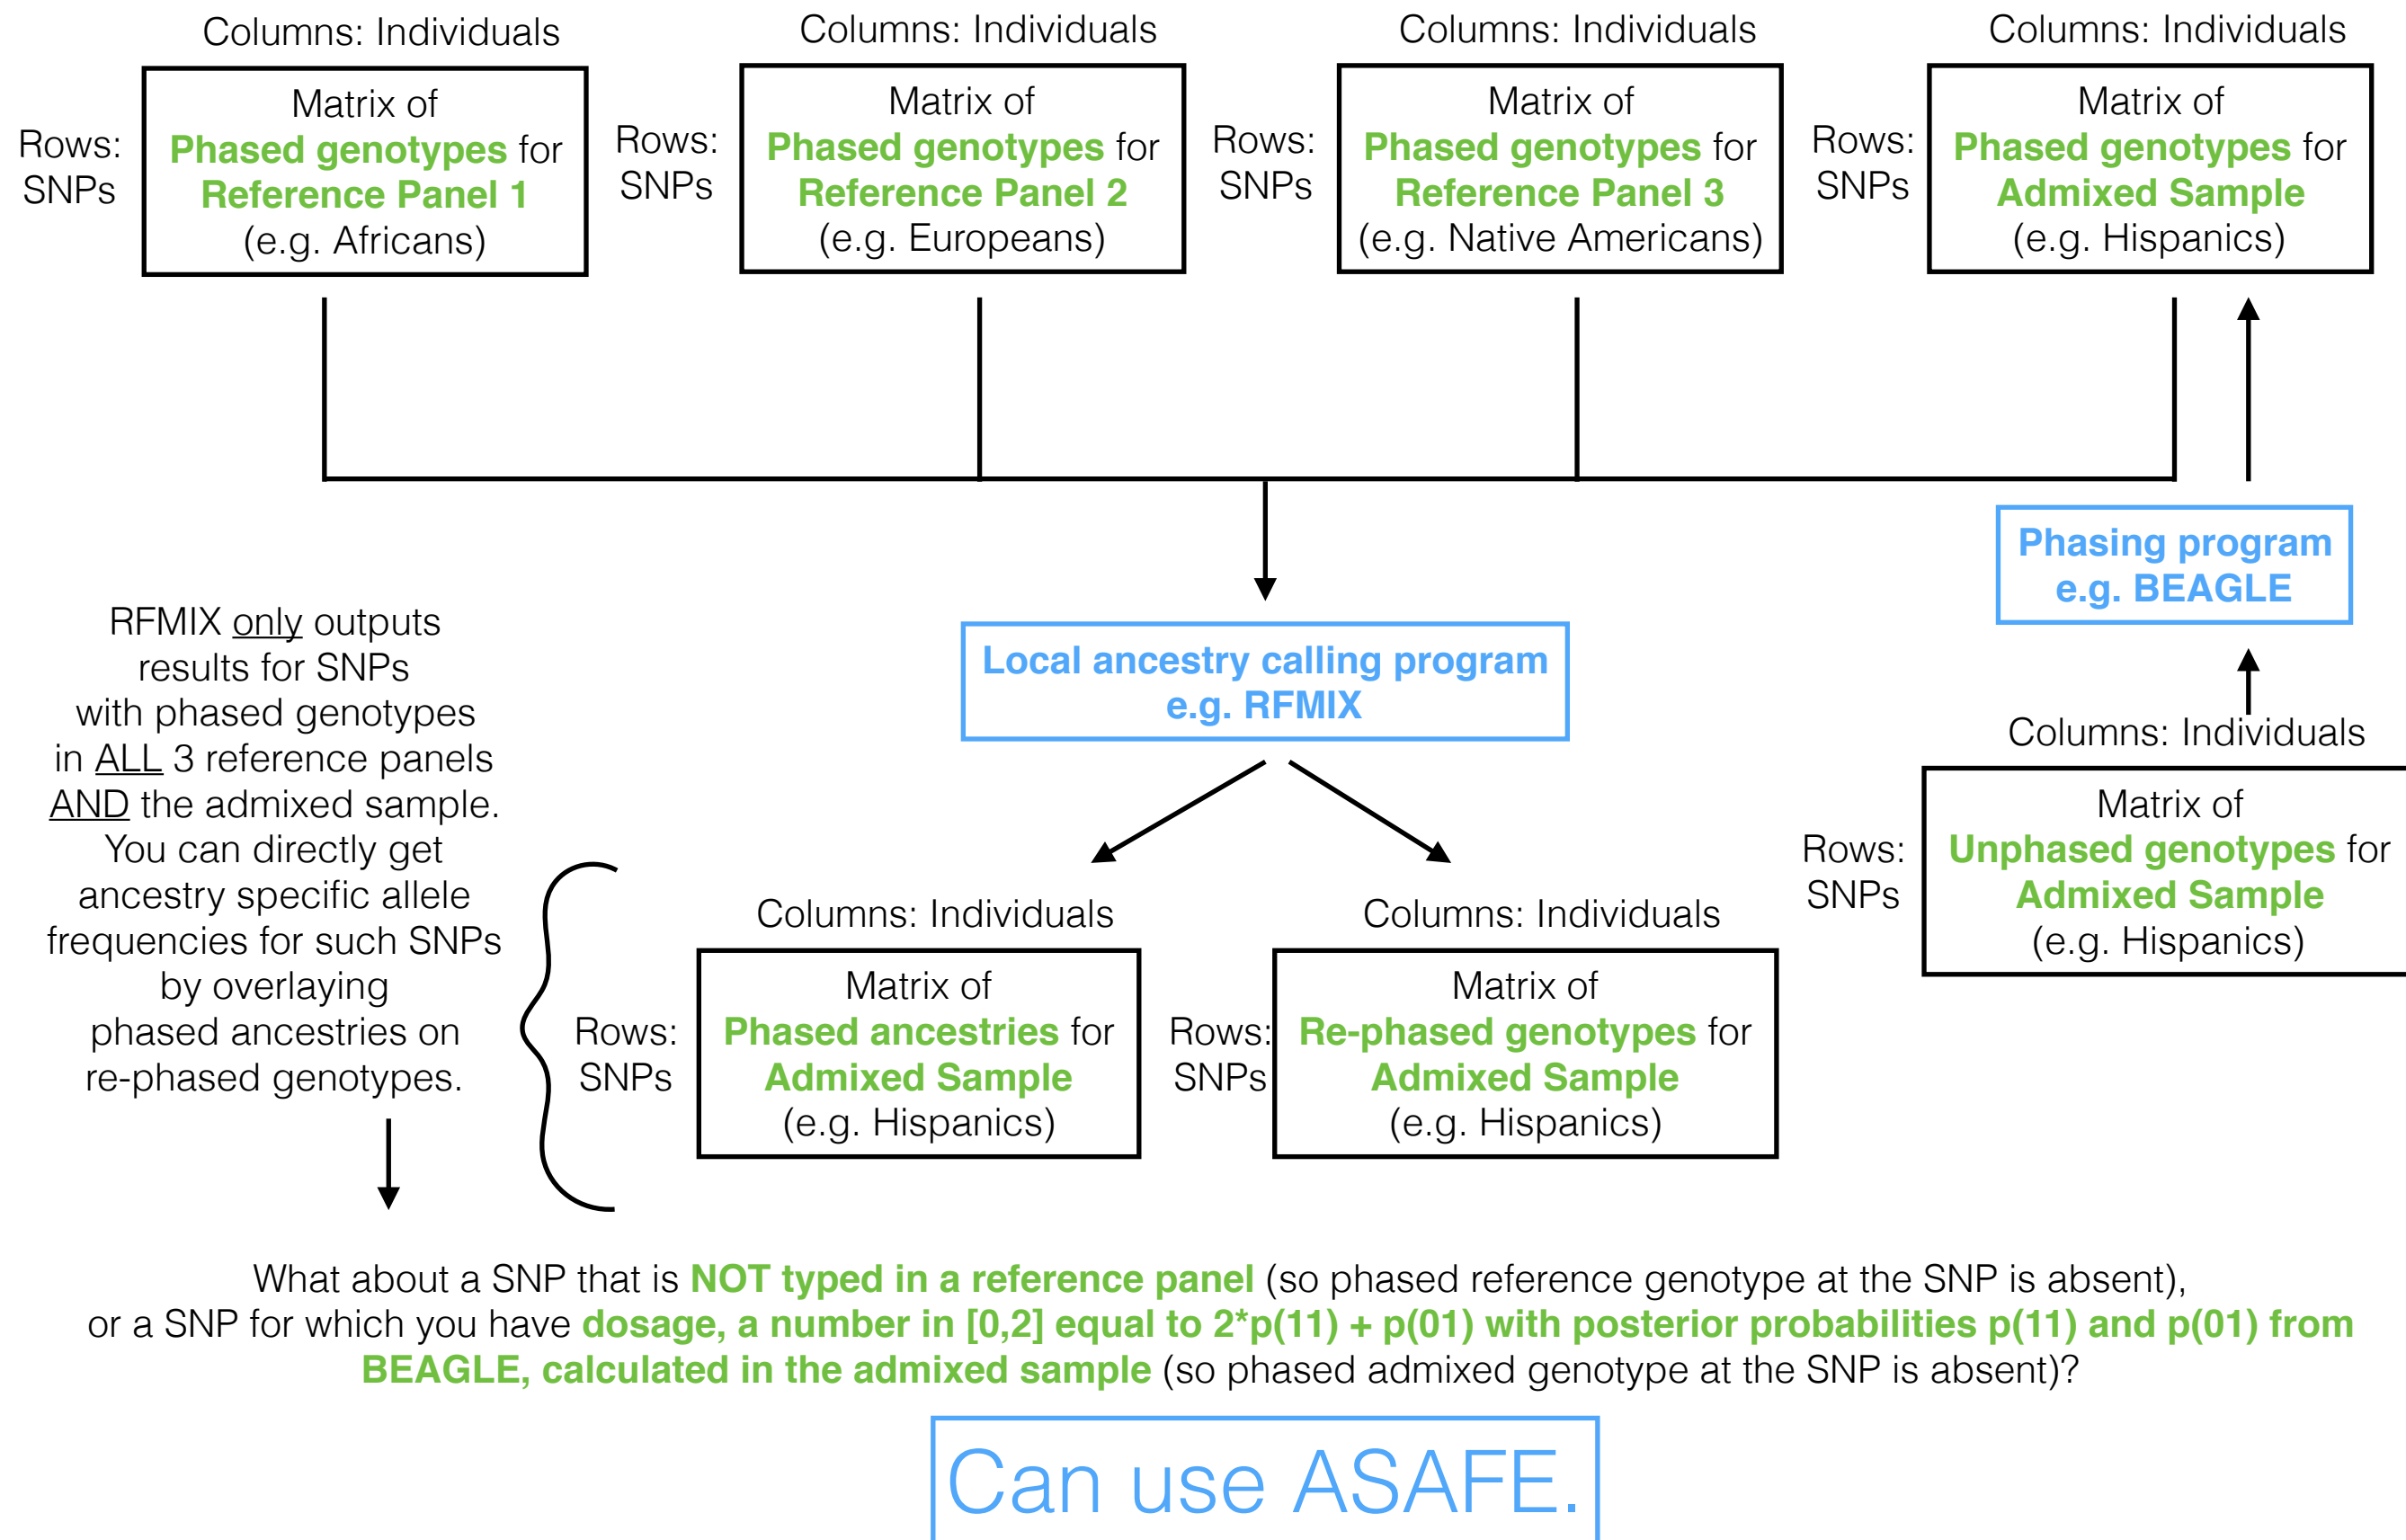 Columns: Individuals
Rows:
SNPs
Matrix of
Phased genotypes for
Reference Panel 1
(e.g. Africans)
Columns: Individuals
Rows:
SNPs
Matrix of
Phased genotypes for
Reference Panel 2
(e.g. Europeans)
Columns: Individuals
Rows:
SNPs
Matrix of
Phased genotypes for
Reference Panel 3
(e.g. Native Americans)
Columns: Individuals
Rows:
SNPs
Matrix of
Phased genotypes for
Admixed Sample
(e.g. Hispanics)
Phasing program
e.g. BEAGLE
Columns: Individuals
Rows:
SNPs
Matrix of
Unphased genotypes for
Admixed Sample
(e.g. Hispanics)
Local ancestry calling program
e.g. RFMIX
RFMIX only outputs
results for SNPs
with phased genotypes
in ALL 3 reference panels
AND the admixed sample.
You can directly get
ancestry specific allele
frequencies for such SNPs
by overlaying
phased ancestries on
re-phased genotypes.
Columns: Individuals
Rows:
SNPs
Matrix of
Phased ancestries for
Admixed Sample
(e.g. Hispanics)
Columns: Individuals
Rows:
SNPs
Matrix of
Re-phased genotypes for
Admixed Sample
(e.g. Hispanics)
What about a SNP that is NOT typed in a reference panel (so phased reference genotype at the SNP is absent),
or a SNP for which you have dosage, a number in [0,2] equal to 2*p(11) + p(01) with posterior probabilities p(11) and p(01) from
BEAGLE, calculated in the admixed sample (so phased admixed genotype at the SNP is absent)?
Can use ASAFE.